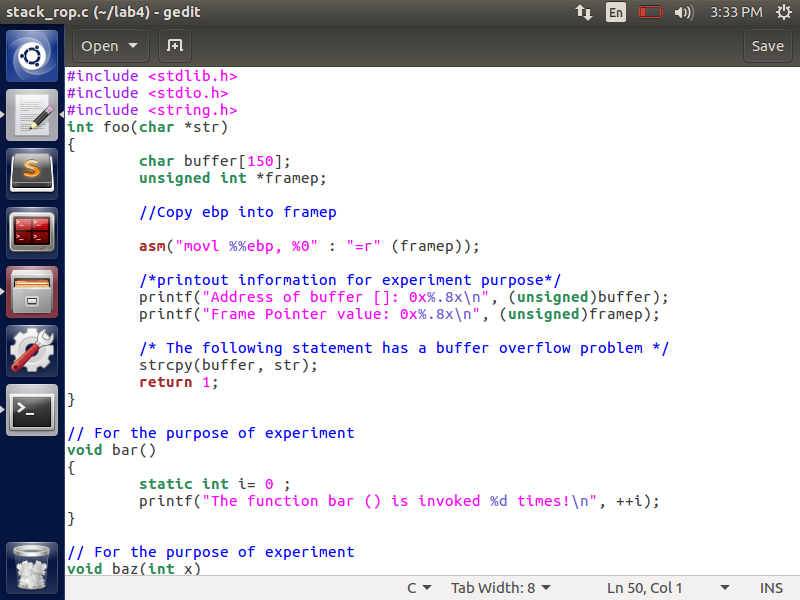 stack_rop.c (~/lab4) - gedit
En
3:33 PM
Open
Save
#include <stdlib.h>
#include <stdio.h>
#include <string.h>
int foo(char *str)
{
        char buffer[150];
        unsigned int *framep;

        //Copy ebp into framep

        asm("movl %%ebp, %0" : "=r" (framep));

        /*printout information for experiment purpose*/
        printf("Address of buffer []: 0x%.8x\n", (unsigned)buffer);
        printf("Frame Pointer value: 0x%.8x\n", (unsigned)framep);

        /* The following statement has a buffer overflow problem */
        strcpy(buffer, str);
        return 1;
}

// For the purpose of experiment
void bar()
{
        static int i= 0 ;
        printf("The function bar () is invoked %d times!\n", ++i);
}

// For the purpose of experiment
void baz(int x)
C
Tab Width: 8
Ln 50, Col 1
INS